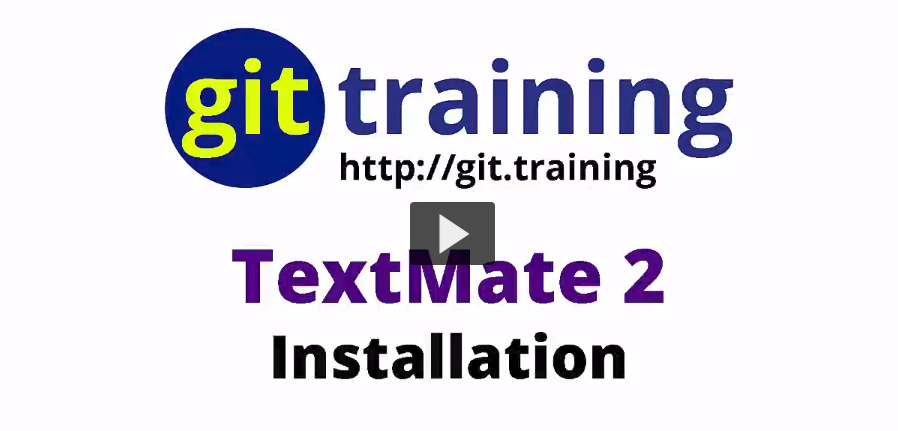 git training
http://git.training
TextMate 2
Installation